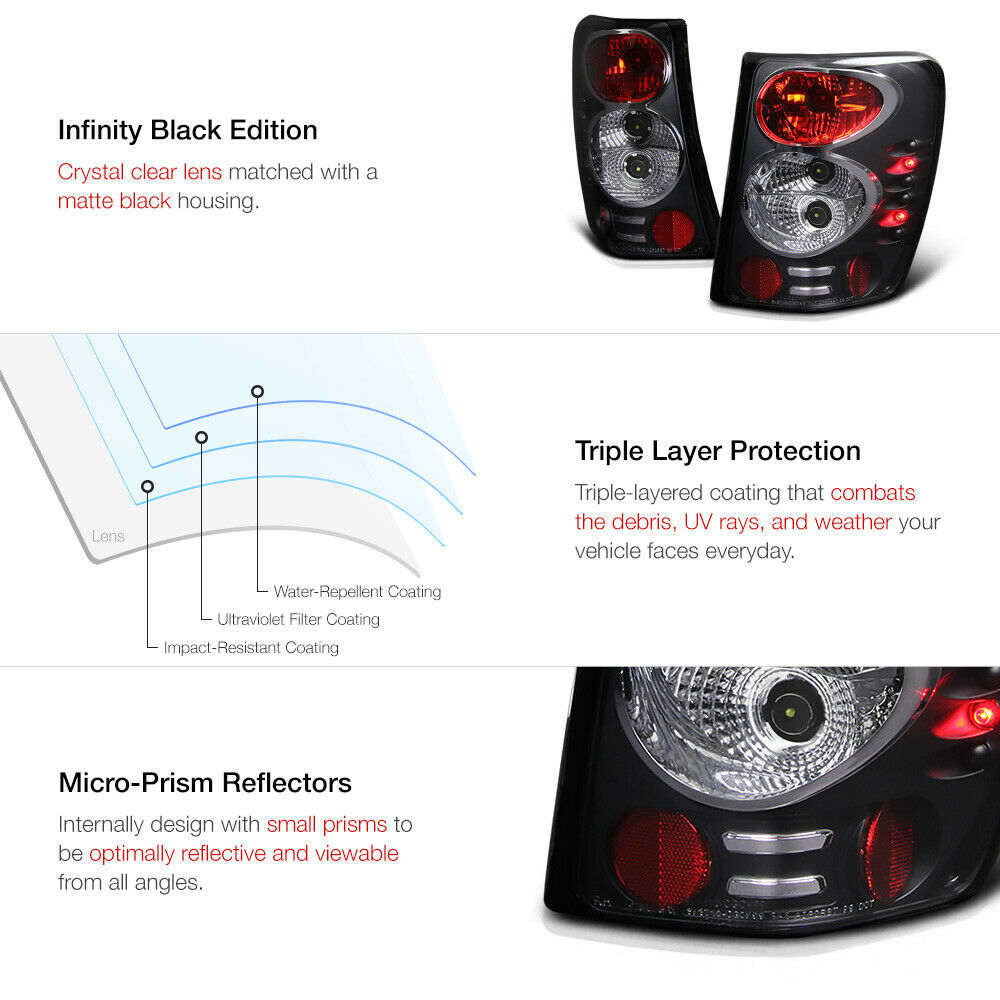 Infinity Black Edition
Crystal clear lens matched with a
matte black housing.
Lens
Water-Repellent Coating
Ultraviolet Filter Coating
Impact-Resistant Coating
Triple Layer Protection
Triple-layered coating that combats
the debris, UV rays, and weather your
vehicle faces everyday.
Micro-Prism Reflectors
Internally design with small prisms to
be optimally reflective and viewable
from all angles.